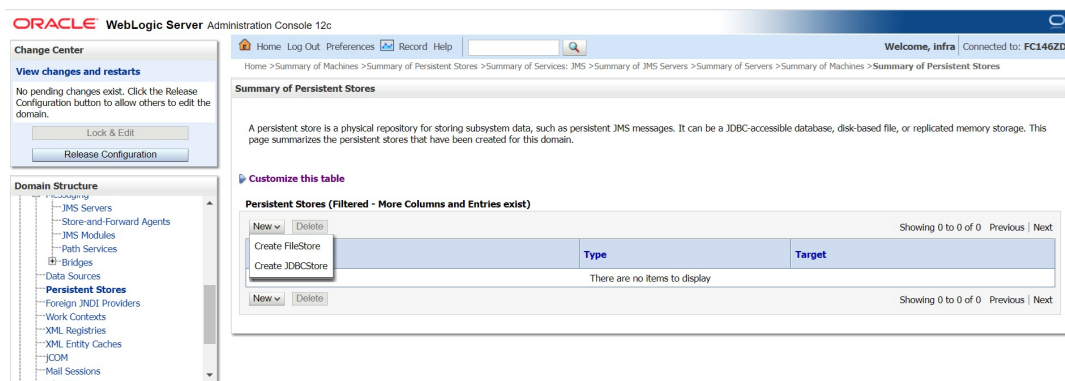 ORACLE WebLogic Server Administration Console 12c
Change Center
View changes and restarts
No pending changes exist. Click the Release
Configuration button to allow others to edit the
domain.
Lock & Edit
Release Configuration
Domain Structure
Messaging
JMS Servers
Store-and-Forward Agents
JMS Modules
Path Services
Bridges
Data Sources
Persistent Stores
Foreign JNDI Providers
Work Contexts
XML Registries
XML Entity Caches
jCOM
Mail Sessions
Home Log Out Preferences Record Help
Welcome, infra Connected to: FC146ZD
Home >Summary of Machines >Summary of Persistent Stores >Summary of Services: JMS >Summary of JMS Servers >Summary of Servers >Summary of Machines >Summary of Persistent Stores
Summary of Persistent Stores
A persistent store is a physical repository for storing subsystem data, such as persistent JMS messages. It can be a JDBC-accessible database, disk-based file, or replicated memory storage. This
page summarizes the persistent stores that have been created for this domain.
Customize this table
Persistent Stores (Filtered - More Columns and Entries exist)
New Delete
Showing 0 to 0 of 0 Previous | Next
Create FileStore
Create JDBCStore
Type Target
There are no items to display
New Delete
Showing 0 to 0 of 0 Previous | Next